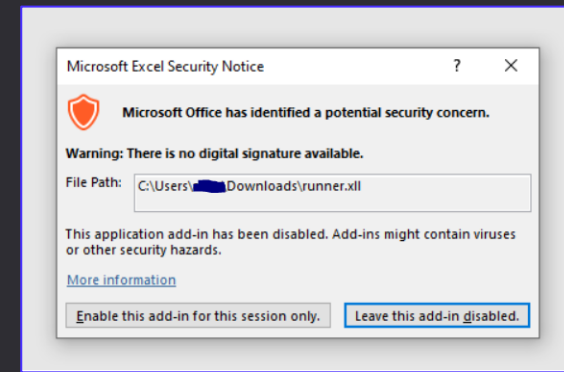 Microsoft Excel Security Notice
?
Microsoft Office has identified a potential security concern.
Warning: There is no digital signature available.
File Path: C:\Users\ \Downloads\runner.xll
This application add-in has been disabled. Add-ins might contain viruses
or other security hazards.
More information
Enable this add-in for this session only. Leave this add-in disabled.